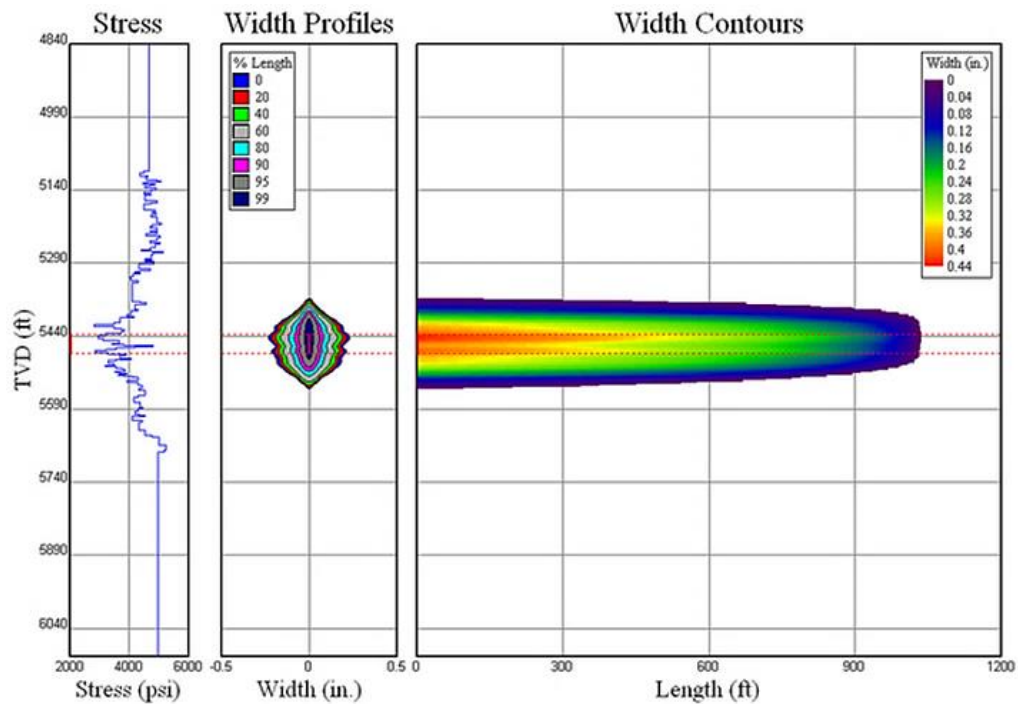 Stress
Width Profiles
Width Contours
4840
4990
5140
5290
5440
5590
5740
5890
6040
TVD (ft)
% Length
0
20
40
60
80
90
95
99
Width (in.)
0
0.04
0.08
0.12
0.16
0.2
0.24
0.28
0.32
0.36
0.4
0.44
2000 4000 6000
-0.5 0 0.5
0 300 600 900 1200
Stress (psi)
Width (in.)
Length (ft)